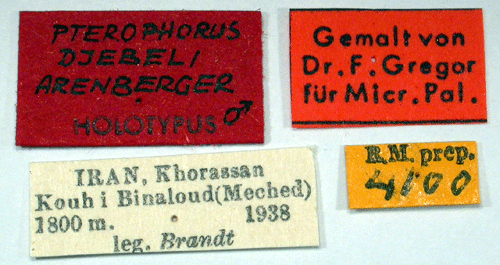 PTEROPHORUS
DJEBELI
ARENBERGER
HOLOTYPUS ♂
Gemalt von
Dr. F. Gregor
für Micr. Pal.
IRAN, Khorassan
Kouh i Binaloud (Meched)
1800 m. 1938
leg. Brandt
R.M. prep.
4100